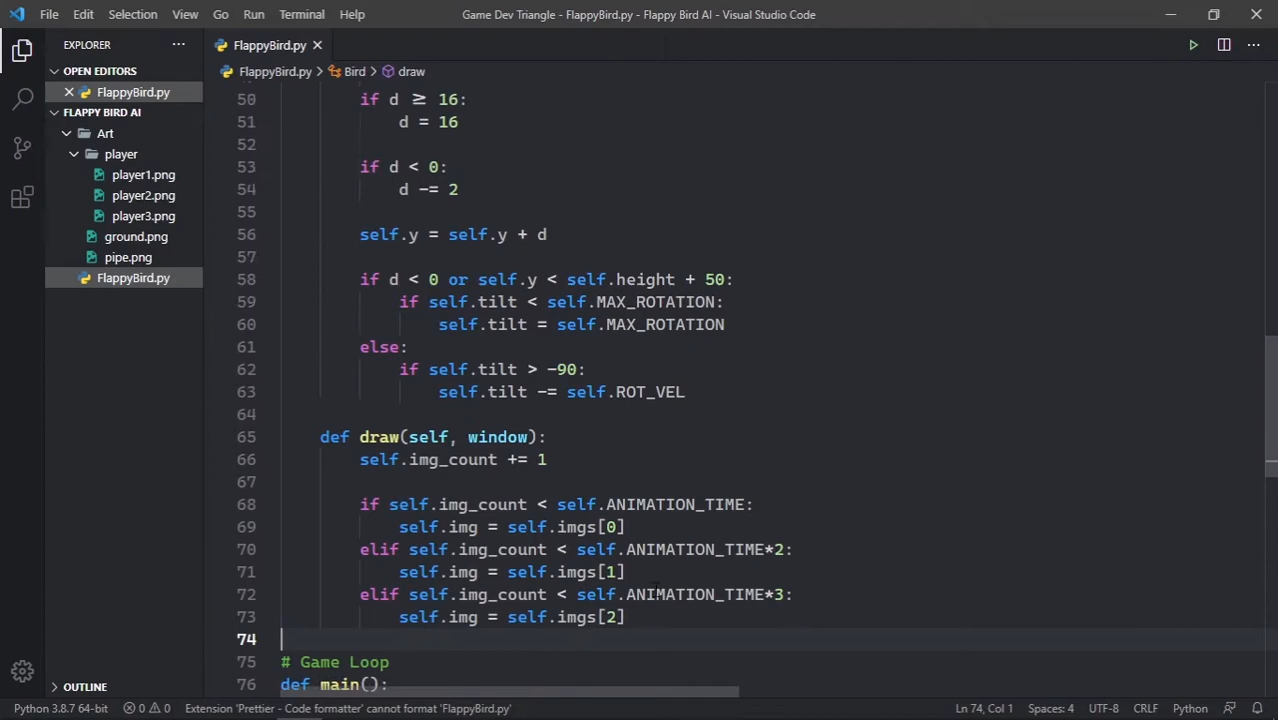 File Edit Selection View Go Run Terminal Help Game Dev Triangle - FlappyBird.py - Flappy Bird AI - Visual Studio Code
EXPLORER
FlappyBird.py
OPEN EDITORS
FlappyBird.py
FLAPPY BIRD AI
Art
player
player1.png
player2.png
player3.png
ground.png
pipe.png
FlappyBird.py
OUTLINE
FlappyBird.py > Bird > draw
50 if d ≥ 16:
51 d = 16
52
53 if d < 0:
54 d -= 2
55
56 self.y = self.y + d
57
58 if d < 0 or self.y < self.height + 50:
59 if self.tilt < self.MAX_ROTATION:
60 self.tilt = self.MAX_ROTATION
61 else:
62 if self.tilt > -90:
63 self.tilt -= self.ROT_VEL
64
65 def draw(self, window):
66 self.img_count += 1
67
68 if self.img_count < self.ANIMATION_TIME:
69 self.img = self.imgs[0]
70 elif self.img_count < self.ANIMATION_TIME*2:
71 self.img = self.imgs[1]
72 elif self.img_count < self.ANIMATION_TIME*3:
73 self.img = self.imgs[2]
74
75 # Game Loop
76 def main():
Python 3.8.7 64-bit 0 0 Extension 'Prettier - Code formatter' cannot format 'FlappyBird.py' Ln 74, Col 1 Spaces: 4 UTF-8 CRLF Python